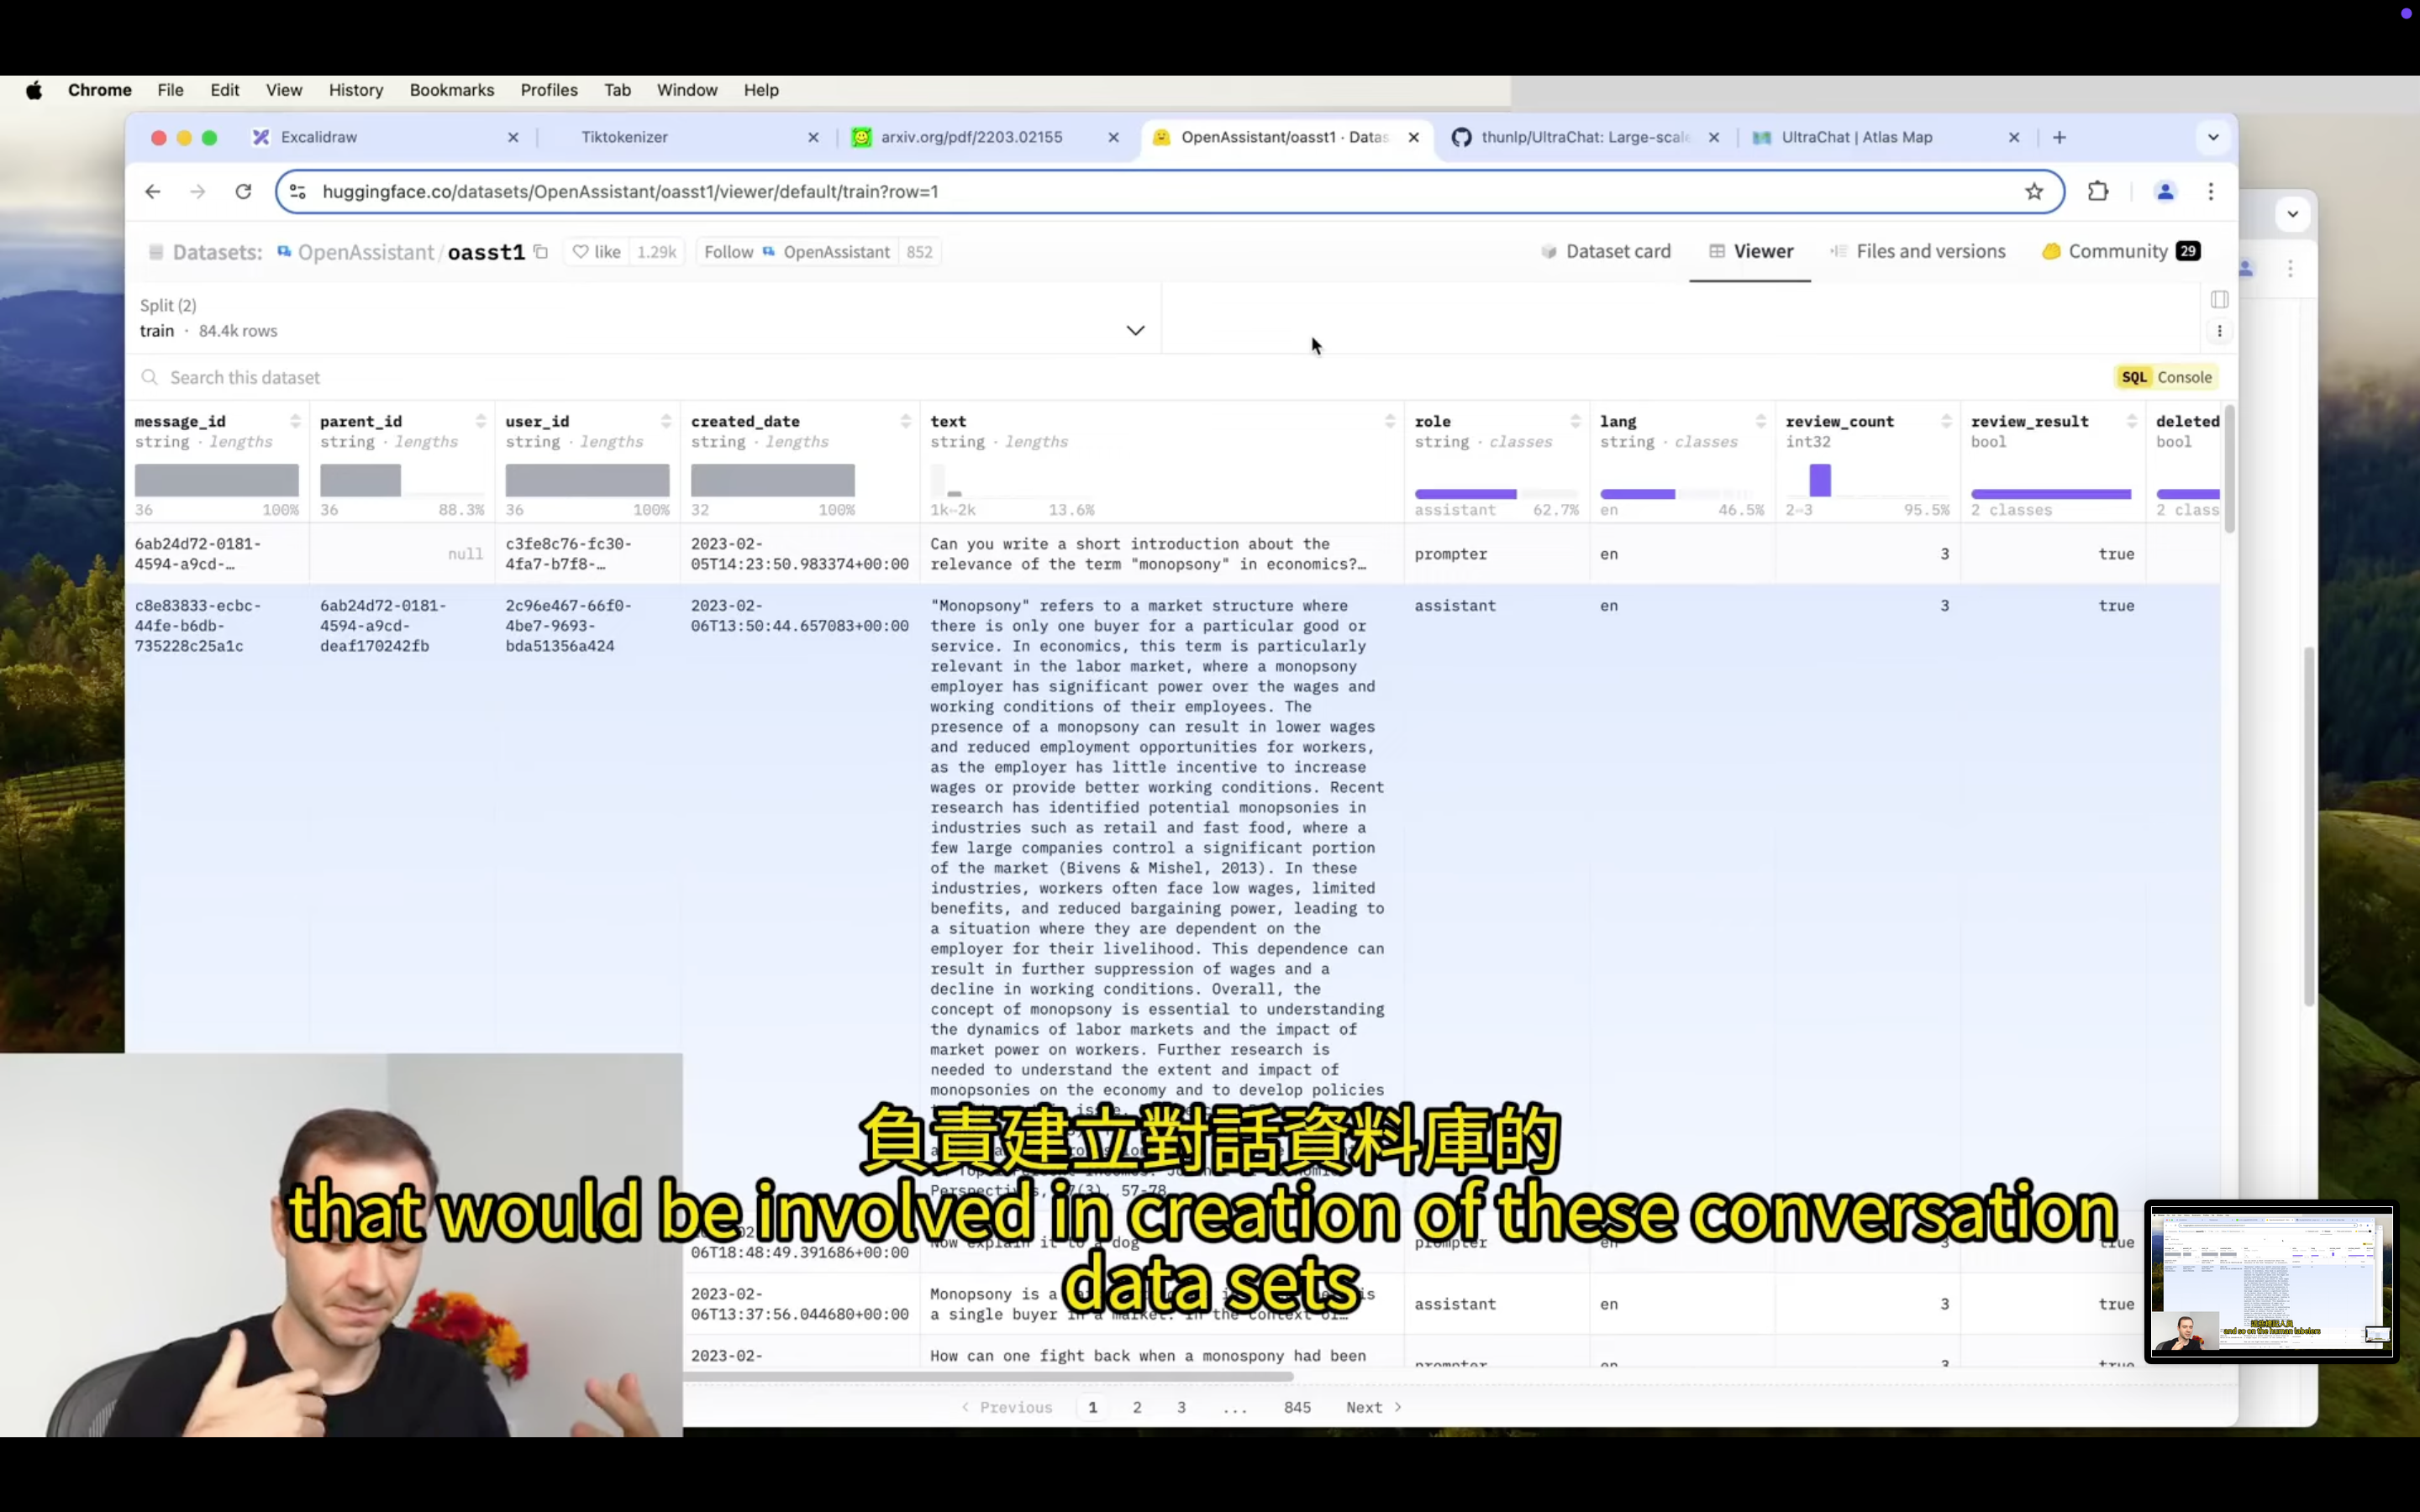 Chrome File Edit View History Bookmarks Profiles Tab Window Help
Excalidraw
Tiktokenizer
arxiv.org/pdf/2203.02155
OpenAssistant/oasst1 · Datas
thunlp/UltraChat: Large-scale
UltraChat | Atlas Map
huggingface.co/datasets/OpenAssistant/oasst1/viewer/default/train?row=1
Datasets: OpenAssistant/oasst1 like 1.29k Follow OpenAssistant 852
Dataset card Viewer Files and versions Community 29
Split (2)
train · 84.4k rows
Search this dataset
SQL Console
message_id parent_id user_id created_date text role lang review_count review_result deleted
string · lengths string · lengths string · lengths string · lengths string · lengths string · classes string · classes int32 bool bool
36 100% 36 88.3% 36 100% 32 100% 1k–2k 13.6% assistant 62.7% en 46.5% 2–3 95.5% 2 classes 2 class
6ab24d72-0181-
4594-a9cd-…
null
c3fe8c76-fc30-
4fa7-b7f8-…
2023-02-
05T14:23:50.983374+00:00
Can you write a short introduction about the
relevance of the term "monopsony" in economics?…
prompter en 3 true
c8e83833-ecbc-
44fe-b6db-
735228c25a1c
6ab24d72-0181-
4594-a9cd-
deaf170242fb
2c96e467-66f0-
4be7-9693-
bda51356a424
2023-02-
06T13:50:44.657083+00:00
"Monopsony" refers to a market structure where
there is only one buyer for a particular good or
service. In economics, this term is particularly
relevant in the labor market, where a monopsony
employer has significant power over the wages and
working conditions of their employees. The
presence of a monopsony can result in lower wages
and reduced employment opportunities for workers,
as the employer has little incentive to increase
wages or provide better working conditions. Recent
research has identified potential monopsonies in
industries such as retail and fast food, where a
few large companies control a significant portion
of the market (Bivens & Mishel, 2013). In these
industries, workers often face low wages, limited
benefits, and reduced bargaining power, leading to
a situation where they are dependent on the
employer for their livelihood. This dependence can
result in further suppression of wages and a
decline in working conditions. Overall, the
concept of monopsony is essential to understanding
the dynamics of labor markets and the impact of
market power on workers. Further research is
needed to understand the extent and impact of
monopsonies on the economy and to develop policies
assistant en 3 true
負責建立對話資料庫的
that would be involved in creation of these conversation
data sets
57-78
06T18:48:49.391686+00:00
Now explain it to a dog
prompter en 3 true
2023-02-
06T13:37:56.044680+00:00
Monopsony is a
a single buyer in a market. In the context of…
assistant en 3 true
2023-02-
How can one fight back when a monospony had been
prompter en 3 true
Previous 1 2 3 ... 845 Next
and so on the human labelers